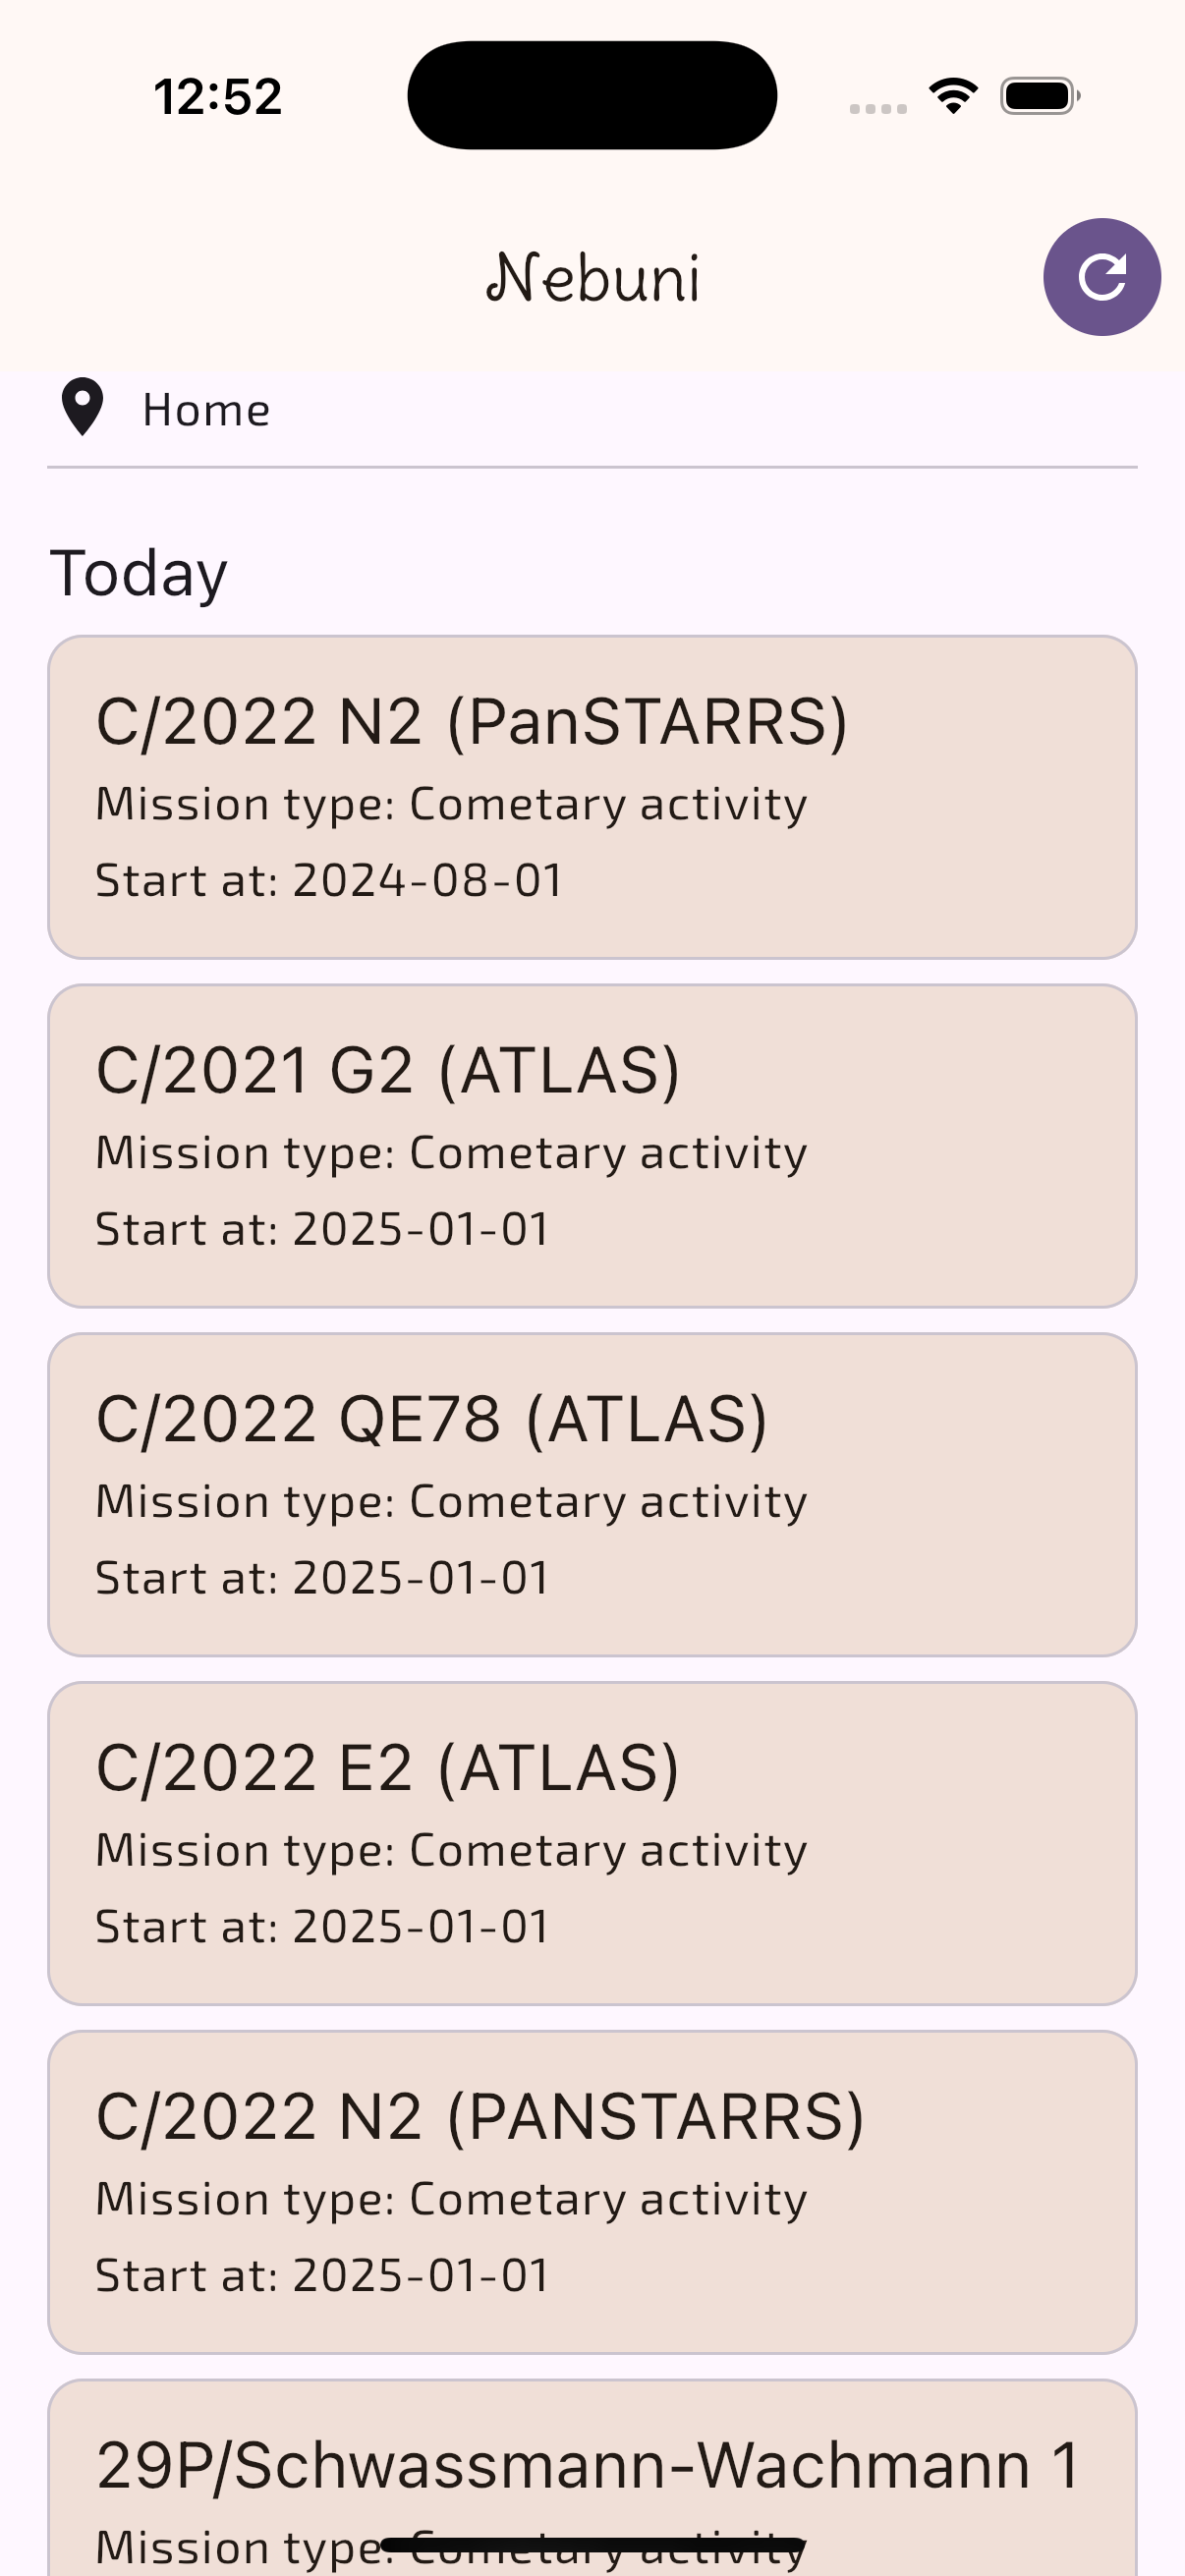 12:52
Nebuni
Home
Today
C/2022 N2 (PanSTARRS)
Mission type: Cometary activity
Start at: 2024-08-01
C/2021 G2 (ATLAS)
Mission type: Cometary activity
Start at: 2025-01-01
C/2022 QE78 (ATLAS)
Mission type: Cometary activity
Start at: 2025-01-01
C/2022 E2 (ATLAS)
Mission type: Cometary activity
Start at: 2025-01-01
C/2022 N2 (PANSTARRS)
Mission type: Cometary activity
Start at: 2025-01-01
29P/Schwassmann-Wachmann 1
Mission type: Cometary activity